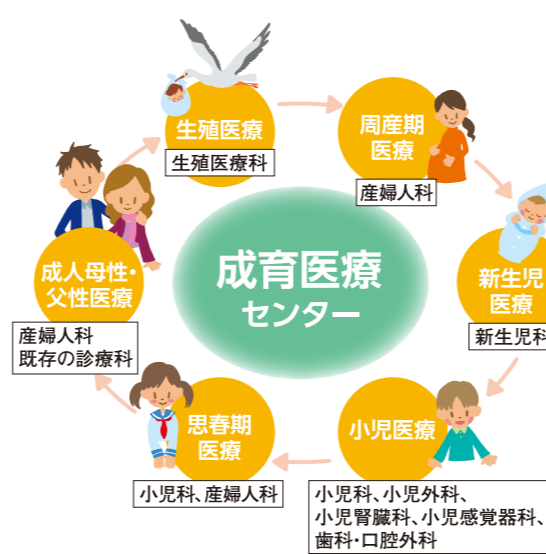 生殖医療
生殖医療科
周産期
医療
産婦人科
成育医療
センター
新生児
医療
新生児科
小児医療
小児科、小児外科、
小児腎臓科、小児感覚器科、
歯科・口腔外科
思春期
医療
小児科、産婦人科
成人母性・
父性医療
産婦人科
既存の診療科